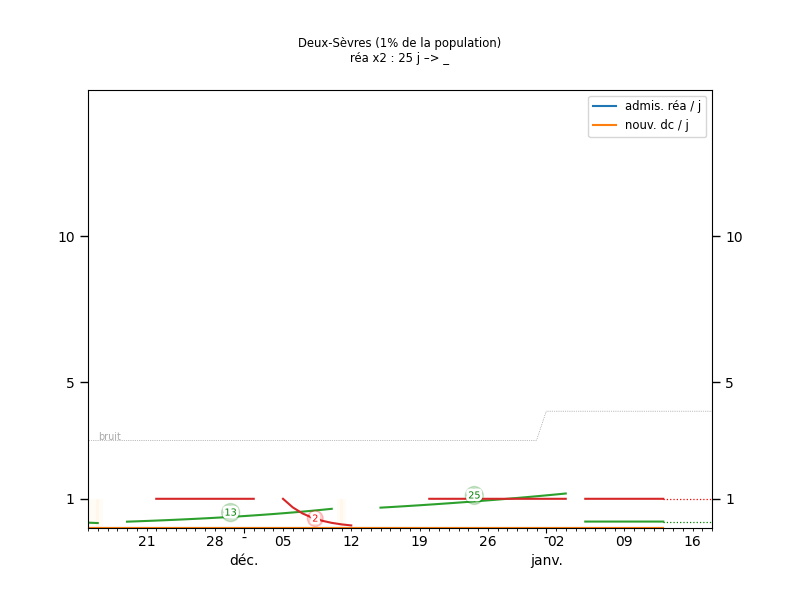 Deux-Sèvres (1% de la population)
réa x2 : 25 j –> _
admis. réa / j
nouv. dc / j
10 10
5 5
bruit
1 1
25
13
2
21 28 - 05 12 19 26 - 02 09 16
déc. janv.